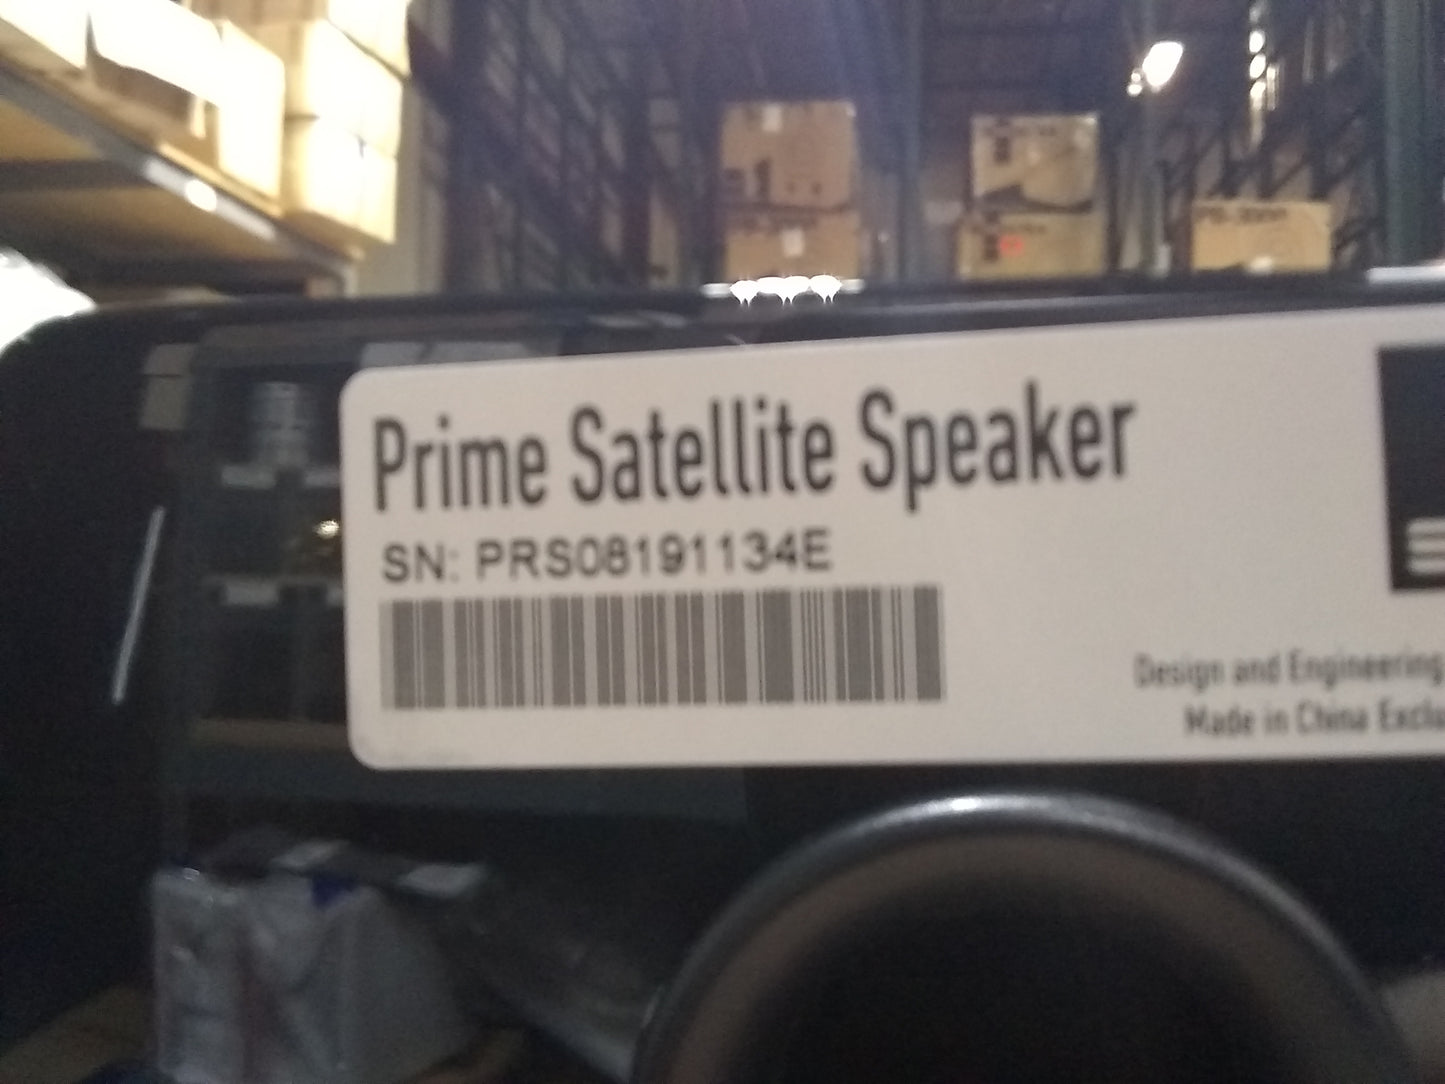 Prime Satellite Speaker
SN: PRS08191134E
Design and Engineering
Made in China